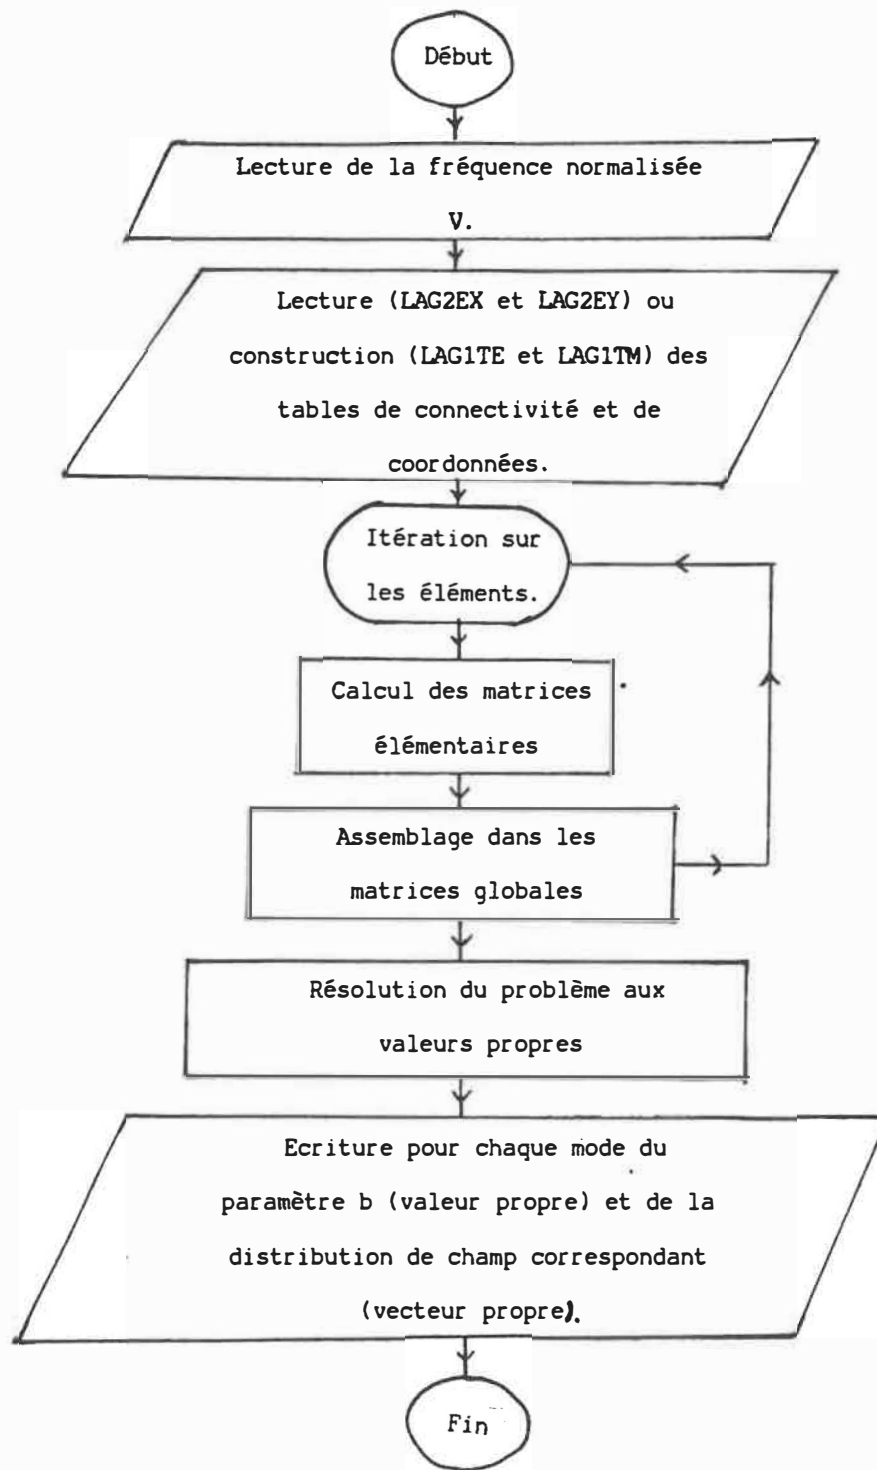 Début
Lecture de la fréquence normalisée
V.
Lecture (LAG2EX et LAG2EY) ou
construction (LAG1TE et LAG1TM) des
tables de connectivité et de
coordonnées.
Itération sur
les éléments.
Calcul des matrices
élémentaires
Assemblage dans les
matrices globales
Résolution du problème aux
valeurs propres
Ecriture pour chaque mode du
paramètre b (valeur propre) et de la
distribution de champ correspondant
(vecteur propre).
Fin